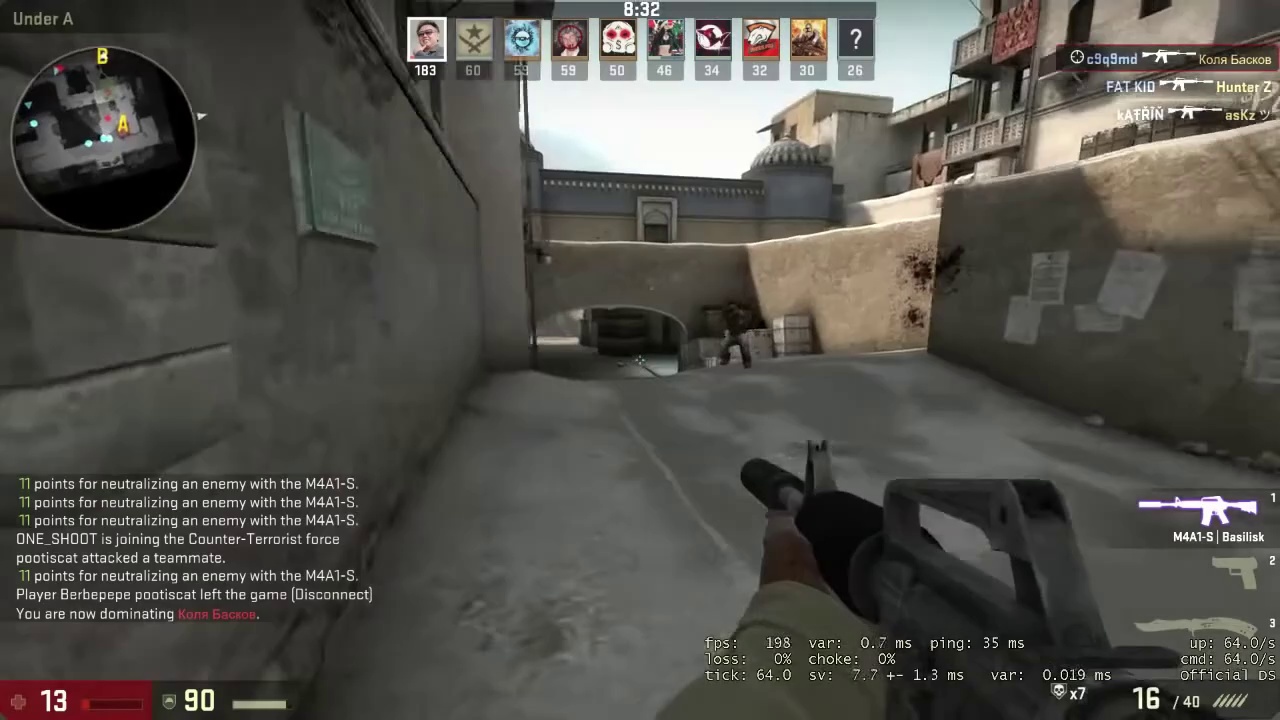 Under A
8:32
183 60 59 59 50 46 34 32 30 26
?
B
A
c9q9md Коля Басков
FAT KID Hunter Z
kATŘĪŇ asKz ツ
11 points for neutralizing an enemy with the M4A1-S.
11 points for neutralizing an enemy with the M4A1-S.
11 points for neutralizing an enemy with the M4A1-S.
ONE_SHOOT is joining the Counter-Terrorist force
pootiscat attacked a teammate.
11 points for neutralizing an enemy with the M4A1-S.
Player Berbepepe pootiscat left the game (Disconnect)
You are now dominating Коля Басков.
1
M4A1-S | Basilisk
2
3
fps: 198 var: 0.7 ms ping: 35 ms up: 64.0/s
loss: 0% choke: 0% cmd: 64.0/s
tick: 64.0 sv: 7.7 +- 1.3 ms var: 0.019 ms Official DS
13 90
x7
16 / 40